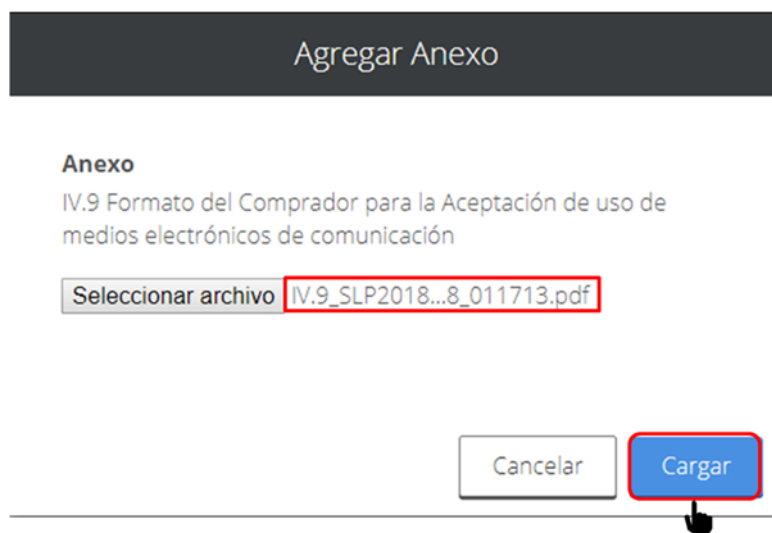 Agregar Anexo
Anexo
IV.9 Formato del Comprador para la Aceptación de uso de
medios electrónicos de comunicación
Seleccionar archivo IV.9_SLP2018...8_011713.pdf
Cancelar Cargar